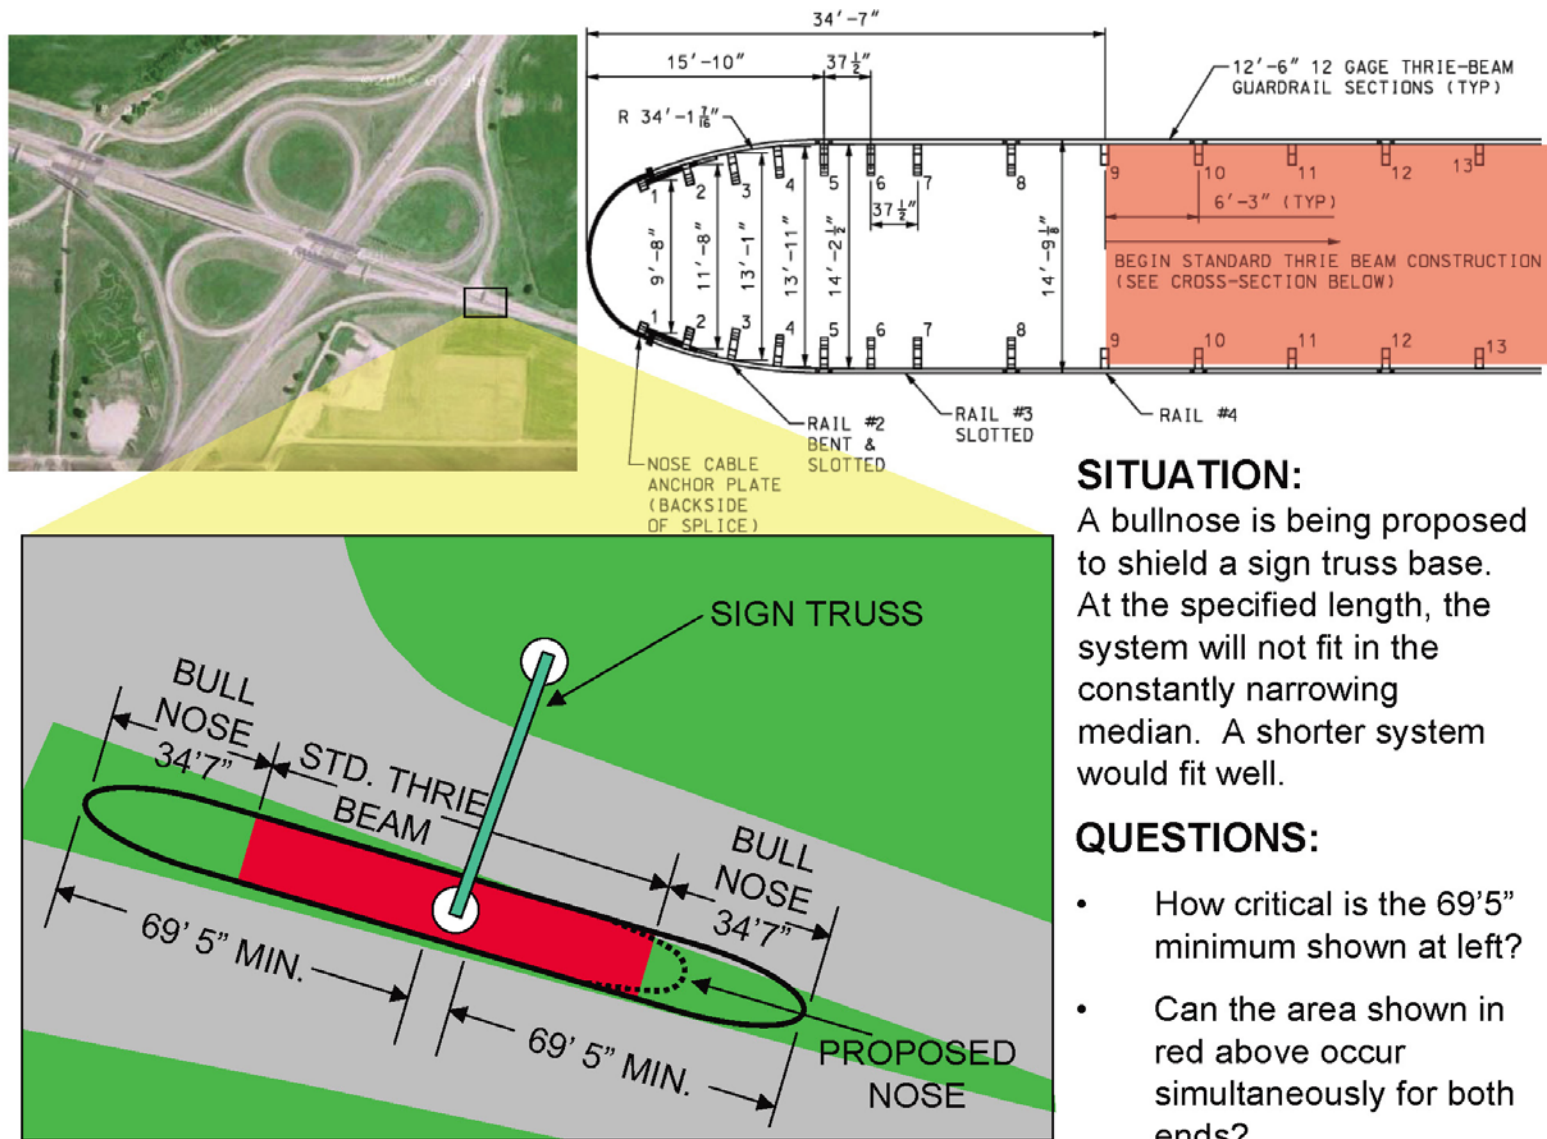 34'-7"
15'-10"
37 1/2"
12'-6" 12 GAGE THRIE-BEAM
GUARDRAIL SECTIONS (TYP)
R 34'-1 7/16"
1
2
3
4
5
6
7
8
9
10
11
12
13
37 1/2"
6'-3" (TYP)
9'-8"
11'-8"
13'-1"
13'-11"
14'-2 1/2"
14'-9 1/8"
BEGIN STANDARD THRIE BEAM CONSTRUCTION
(SEE CROSS-SECTION BELOW)
1
2
3
4
5
6
7
8
9
10
11
12
13
RAIL #2
BENT &
SLOTTED
RAIL #3
SLOTTED
RAIL #4
NOSE CABLE
ANCHOR PLATE
(BACKSIDE
OF SPLICE)
SITUATION:
A bullnose is being proposed
to shield a sign truss base.
At the specified length, the
system will not fit in the
constantly narrowing
median. A shorter system
would fit well.
QUESTIONS:
• How critical is the 69'5"
minimum shown at left?
• Can the area shown in
red above occur
simultaneously for both
ends?
SIGN TRUSS
BULL
NOSE
34'7"
STD. THRIE
BEAM
BULL
NOSE
34'7"
69' 5" MIN.
69' 5" MIN.
PROPOSED
NOSE